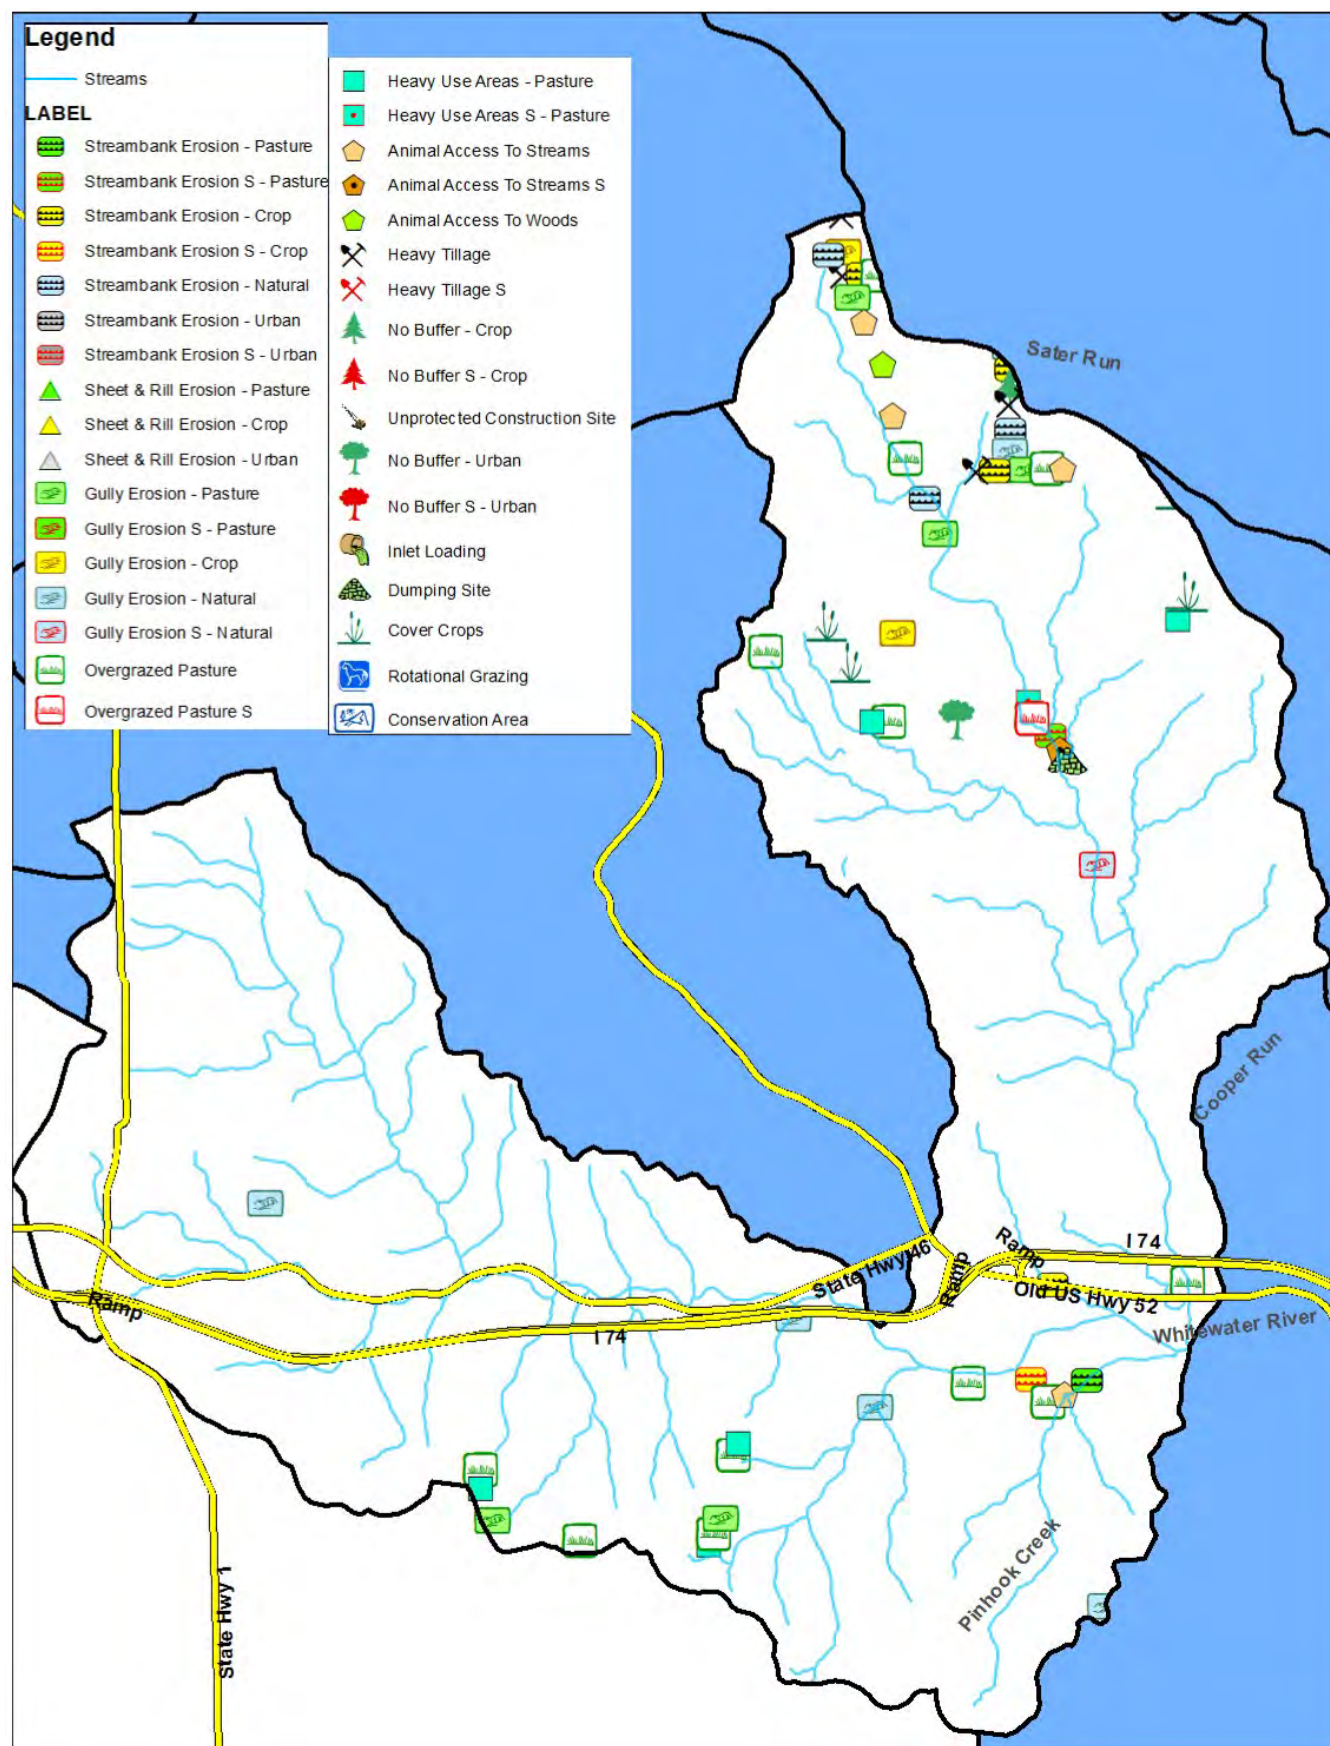 Legend
Streams
LABEL
Streambank Erosion - Pasture
Streambank Erosion S - Pasture
Streambank Erosion - Crop
Streambank Erosion S - Crop
Streambank Erosion - Natural
Streambank Erosion - Urban
Streambank Erosion S - Urban
Sheet & Rill Erosion - Pasture
Sheet & Rill Erosion - Crop
Sheet & Rill Erosion - Urban
Gully Erosion - Pasture
Gully Erosion S - Pasture
Gully Erosion - Crop
Gully Erosion - Natural
Gully Erosion S - Natural
Overgrazed Pasture
Overgrazed Pasture S
Heavy Use Areas - Pasture
Heavy Use Areas S - Pasture
Animal Access To Streams
Animal Access To Streams S
Animal Access To Woods
Heavy Tillage
Heavy Tillage S
No Buffer - Crop
No Buffer S - Crop
Unprotected Construction Site
No Buffer - Urban
No Buffer S - Urban
Inlet Loading
Dumping Site
Cover Crops
Rotational Grazing
Conservation Area
Sater Run
Cooper Run
I 74
Ramp
State Hwy 46
Ramp
Old US Hwy 52
Ramp
Whitewater River
I 74
Pinhook Creek
State Hwy 1